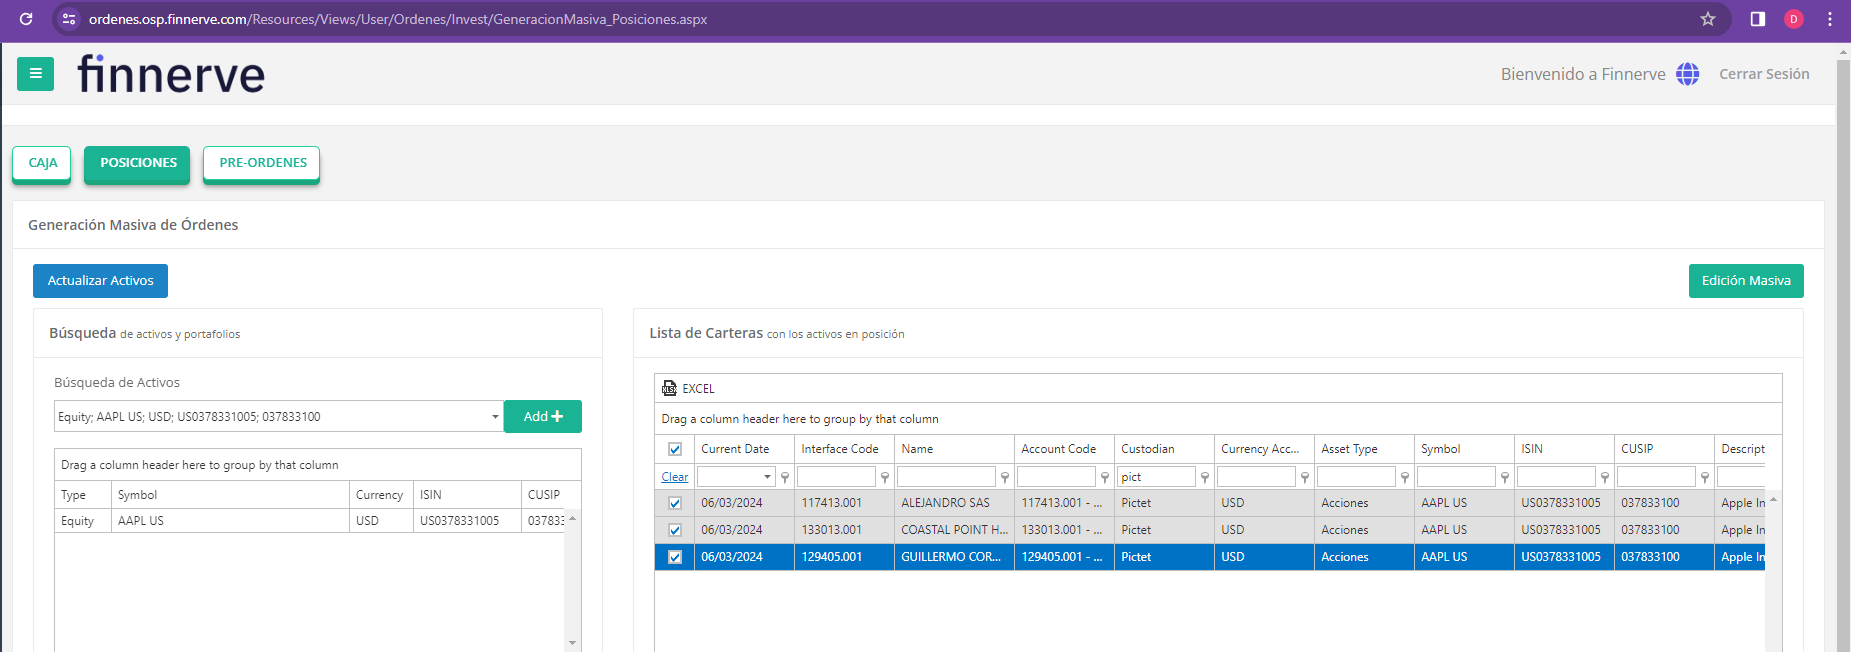 ordenes.osp.finnerve.com/Resources/Views/User/Ordenes/Invest/GeneracionMasiva_Posiciones.aspx
D
finnerve
Bienvenido a Finnerve
Cerrar Sesión
CAJA
POSICIONES
PRE-ORDENES
Generación Masiva de Órdenes
Actualizar Activos
Edición Masiva
Búsqueda de activos y portafolios
Búsqueda de Activos
Equity; AAPL US; USD; US0378331005; 037833100
Add
Drag a column header here to group by that column
Type Symbol Currency ISIN CUSIP
Equity AAPL US USD US0378331005 037833
Lista de Carteras con los activos en posición
XLS EXCEL
Drag a column header here to group by that column
Current Date Interface Code Name Account Code Custodian Currency Acc... Asset Type Symbol ISIN CUSIP Descript
Clear pict
06/03/2024 117413.001 ALEJANDRO SAS 117413.001 - ... Pictet USD Acciones AAPL US US0378331005 037833100 Apple In
06/03/2024 133013.001 COASTAL POINT H... 133013.001 - ... Pictet USD Acciones AAPL US US0378331005 037833100 Apple In
06/03/2024 129405.001 GUILLERMO COR... 129405.001 - ... Pictet USD Acciones AAPL US US0378331005 037833100 Apple In